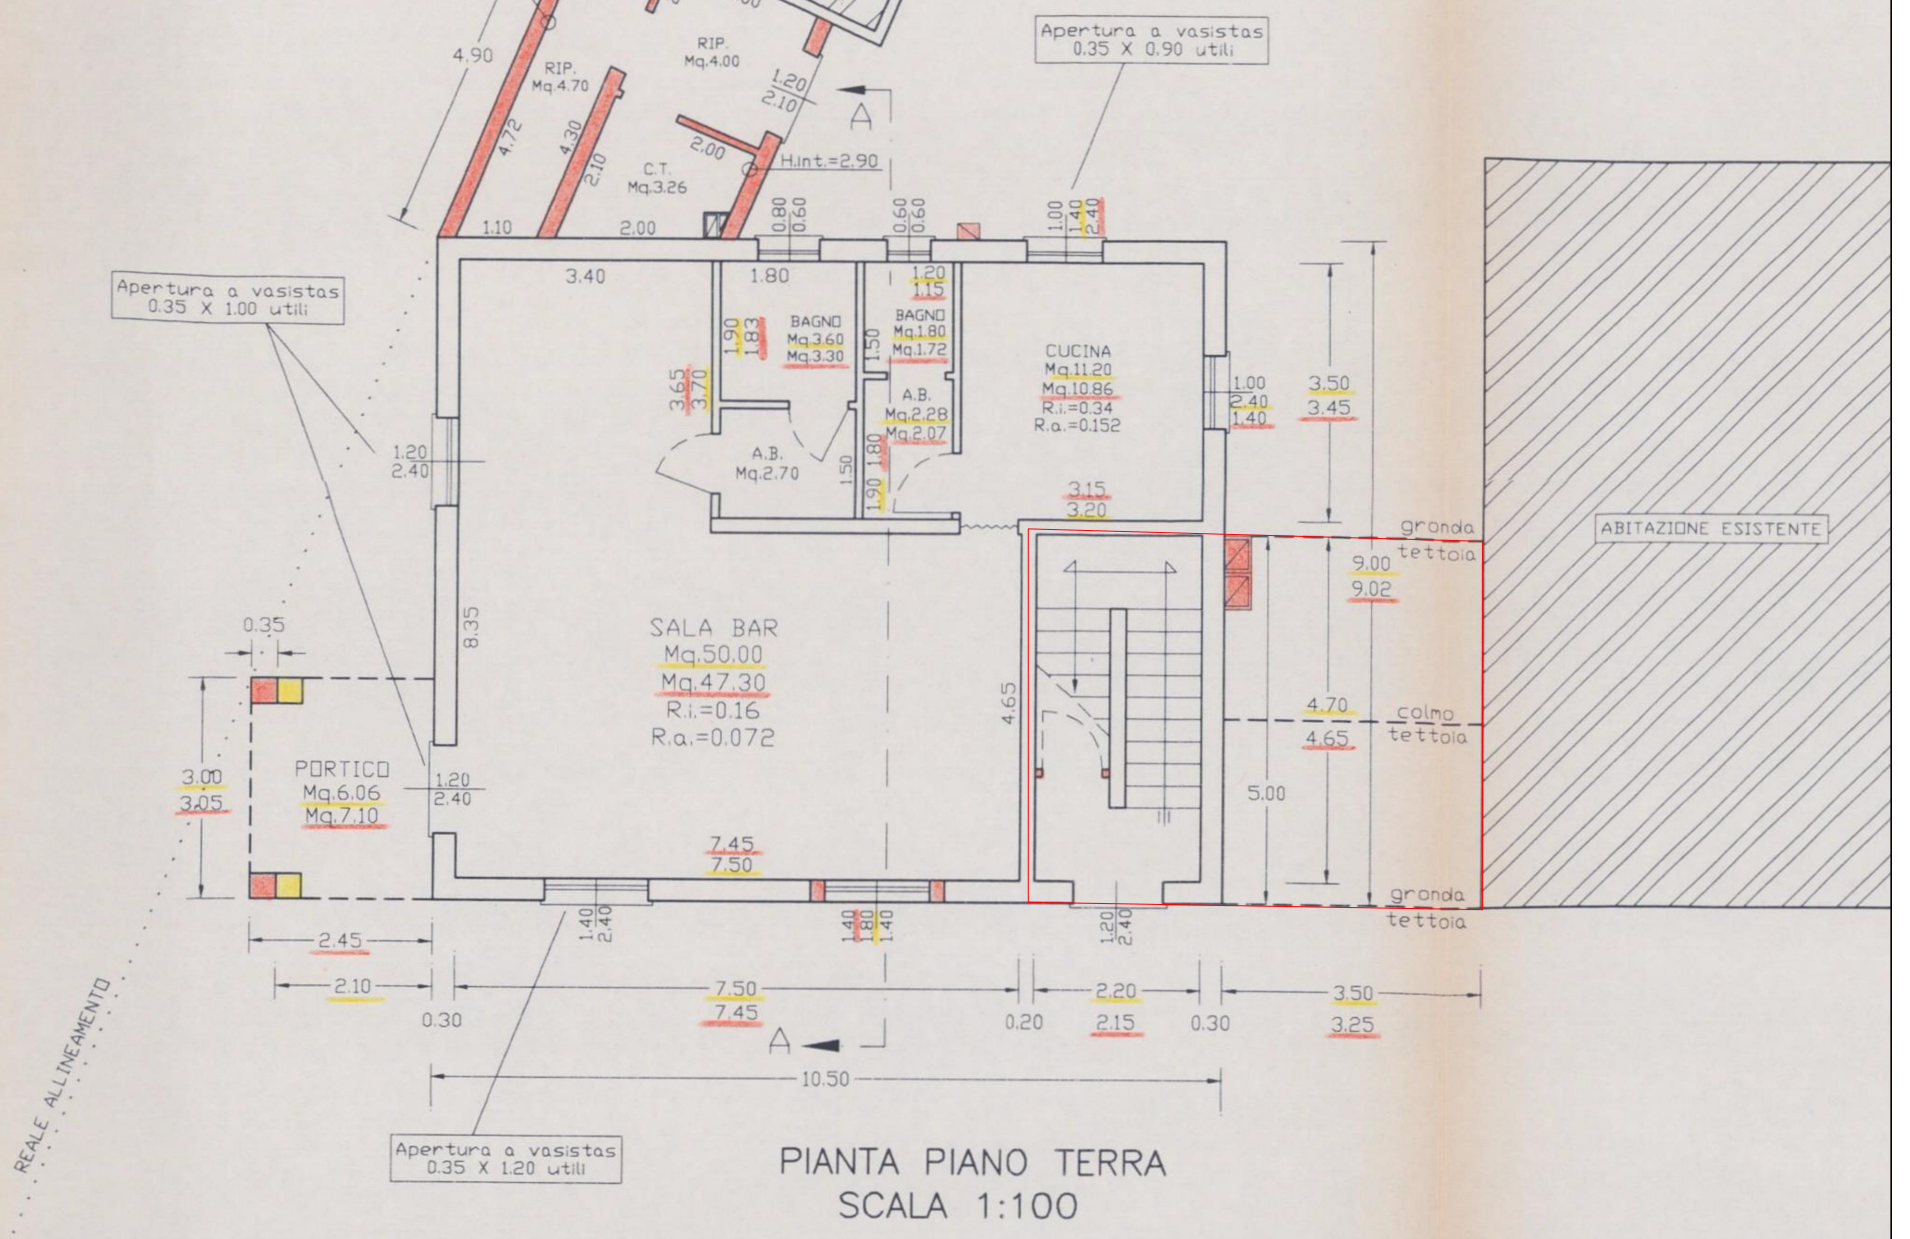 4.90
RIP.
Mq.4.70
RIP.
Mq.4.00
1.20
2.10
A
Apertura a vasistas
0.35 X 0.90 utili
4.72
4.30
2.10
2.00
C.T.
Mq.3.26
H.int.=2.90
1.10
2.00
0.80
0.60
0.60
0.60
1.00
1.40
2.40
Apertura a vasistas
0.35 X 1.00 utili
3.40
1.80
1.20
1.15
1.90
1.83
BAGNO
Mq.3.60
Mq.3.30
1.50
BAGNO
Mq.1.80
Mq.1.72
CUCINA
Mq.11.20
Mq.10.86
R.i.=0.34
R.a.=0.152
3.65
3.70
A.B.
Mq.2.28
Mq.2.07
1.00
2.40
1.40
3.50
3.45
1.20
2.40
A.B.
Mq.2.70
1.50
1.90
1.80
3.15
3.20
gronda
tettoia
ABITAZIONE ESISTENTE
9.00
9.02
8.35
0.35
SALA BAR
Mq.50.00
Mq.47.30
R.i.=0.16
R.a.=0.072
4.65
4.70
4.65
colmo
tettoia
5.00
3.00
3.05
PORTICO
Mq.6.06
Mq.7.10
1.20
2.40
7.45
7.50
gronda
tettoia
1.40
2.40
1.40
1.80
1.40
1.20
2.40
2.45
2.10
7.50
7.45
2.20
2.15
3.50
3.25
0.30
0.20
0.30
A
10.50
REALE ALLINEAMENTO
Apertura a vasistas
0.35 X 1.20 utili
PIANTA PIANO TERRA
SCALA 1:100